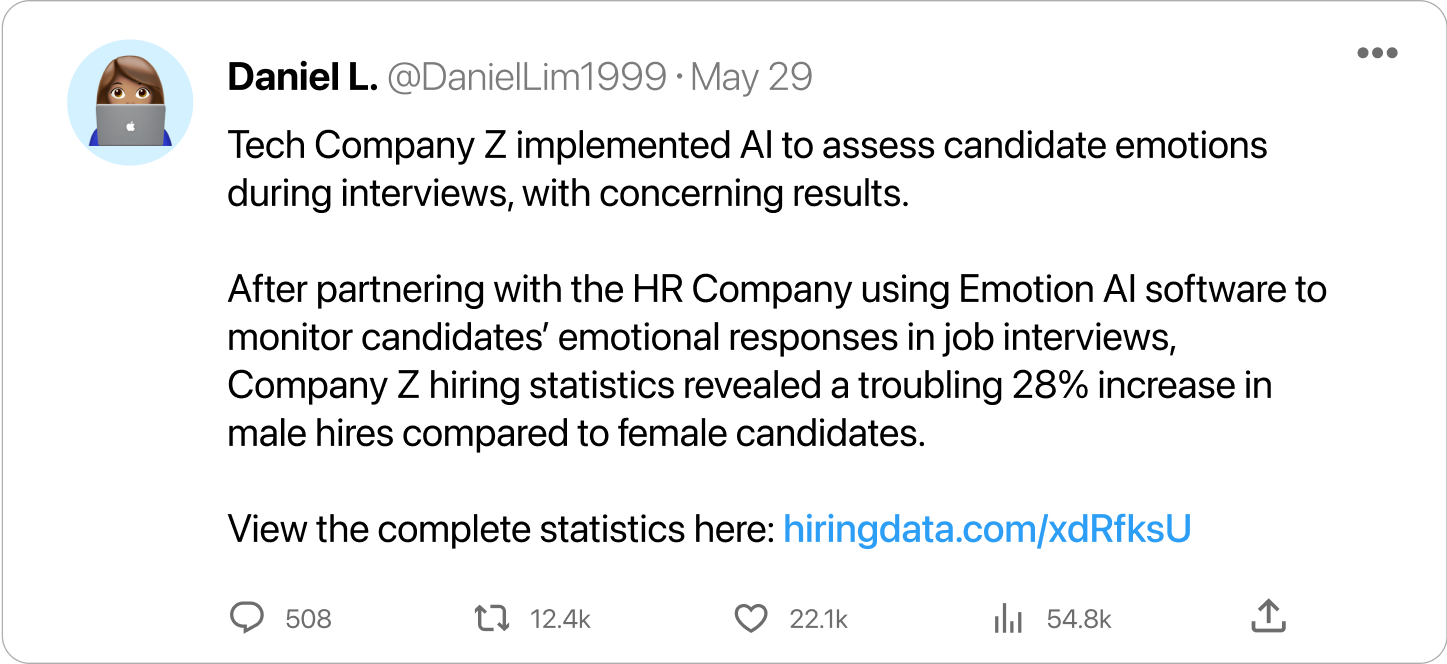 Daniel L. @DanielLim1999 · May 29
Tech Company Z implemented AI to assess candidate emotions
during interviews, with concerning results.
After partnering with the HR Company using Emotion AI software to
monitor candidates’ emotional responses in job interviews,
Company Z hiring statistics revealed a troubling 28% increase in
male hires compared to female candidates.
View the complete statistics here: hiringdata.com/xdRfksU
508 12.4k 22.1k 54.8k